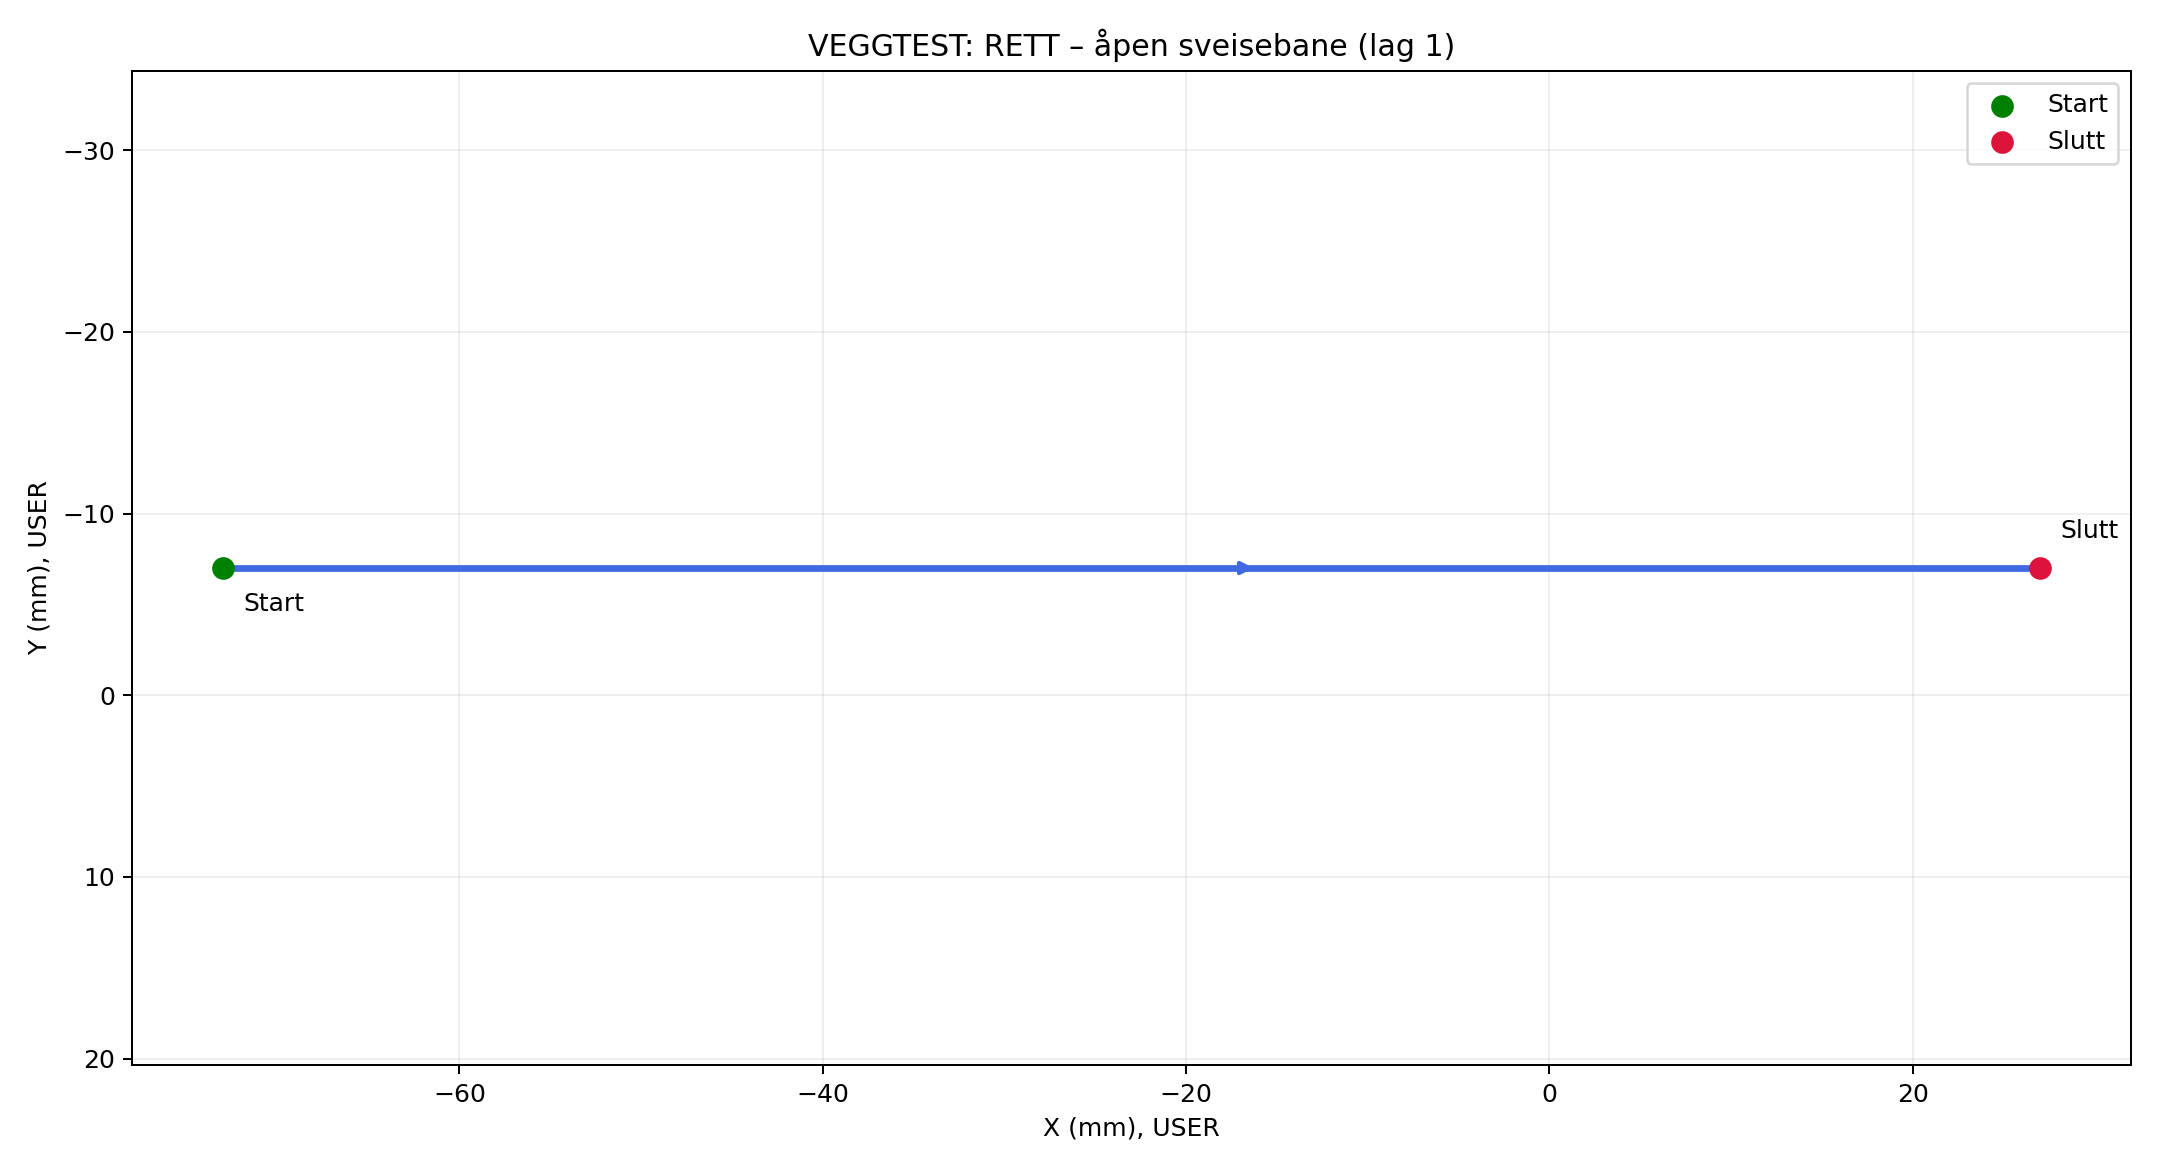 VEGGTEST: RETT – åpen sveisebane (lag 1)
Start
Slutt
−30
−20
−10
0
10
20
Y (mm), USER
Slutt
Start
−60
−40
−20
0
20
X (mm), USER